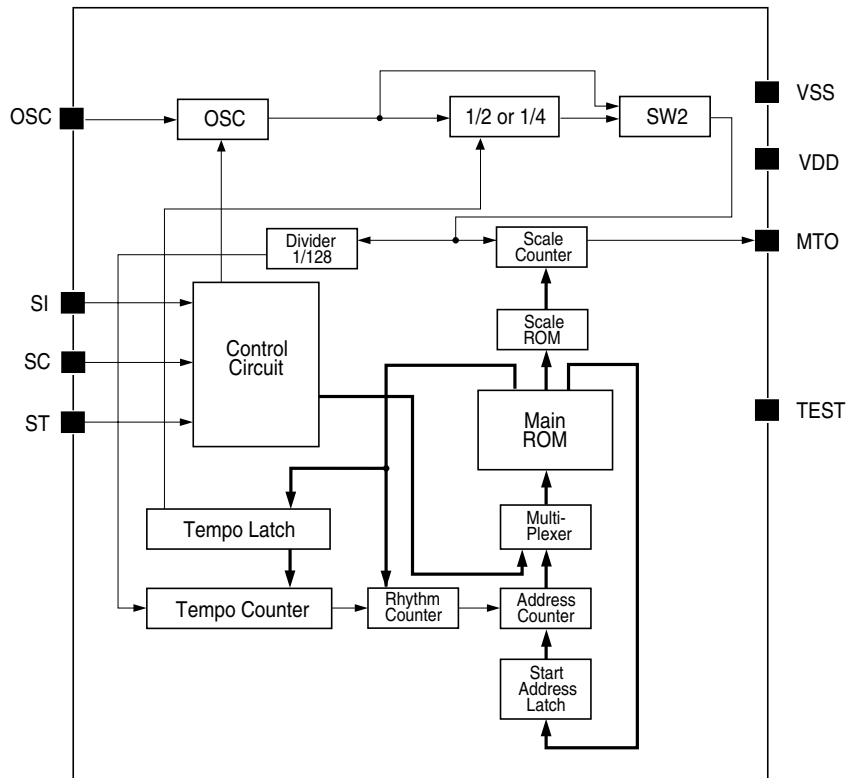 VSS
OSC
OSC
1/2 or 1/4
SW2
VDD
Divider
1/128
Scale
Counter
MTO
SI
Scale
ROM
SC
Control
Circuit
ST
Main
ROM
TEST
Tempo Latch
Multi-
Plexer
Tempo Counter
Rhythm
Counter
Address
Counter
Start
Address
Latch